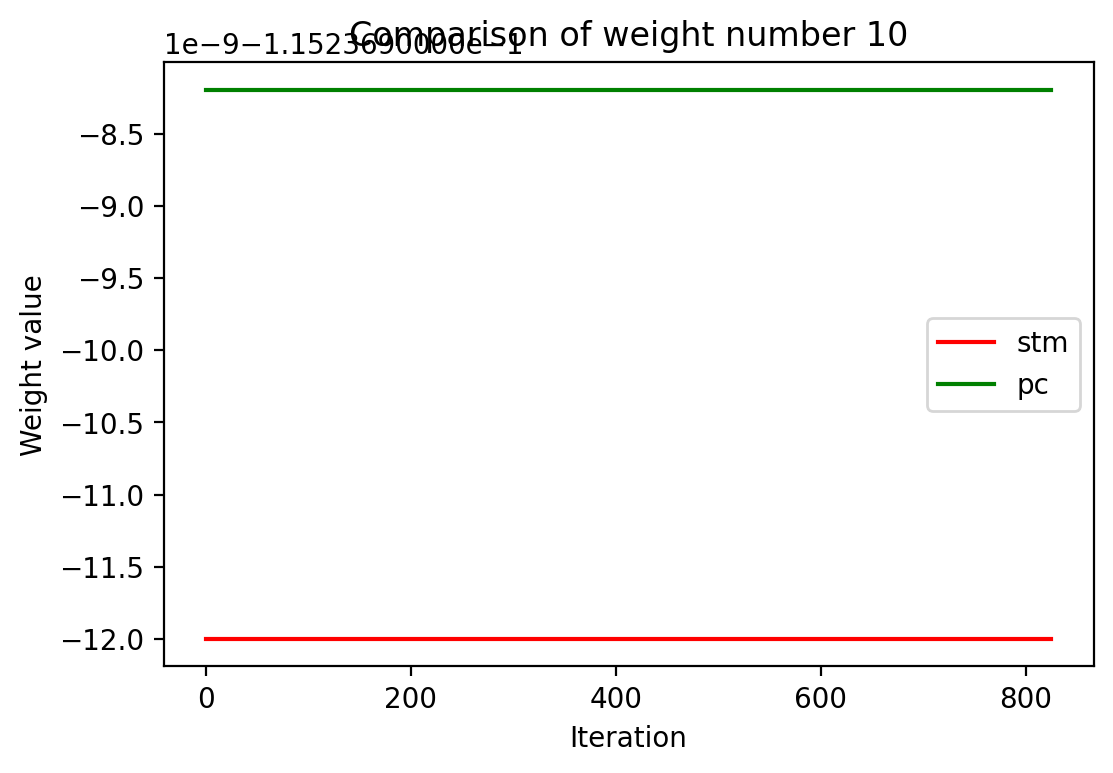 Comparison of weight number 10
1e−9−1.1523690000e−1
−8.5
−9.0
−9.5
−10.0
−10.5
−11.0
−11.5
−12.0
Weight value
stm
pc
0 200 400 600 800
Iteration